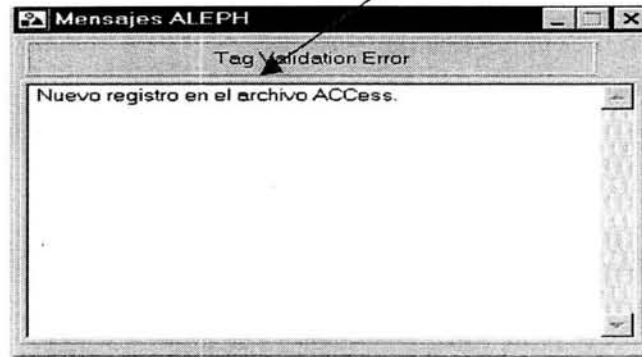 Mensajes ALEPH
Tag Validation Error
Nuevo registro en el archivo ACCess.